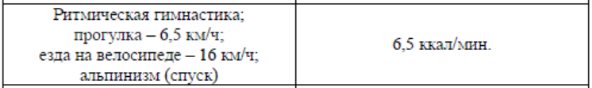 Ритмическая гимнастика;
прогулка – 6,5 км/ч;
езда на велосипеде – 16 км/ч;
альпинизм (спуск)
6,5 ккал/мин.